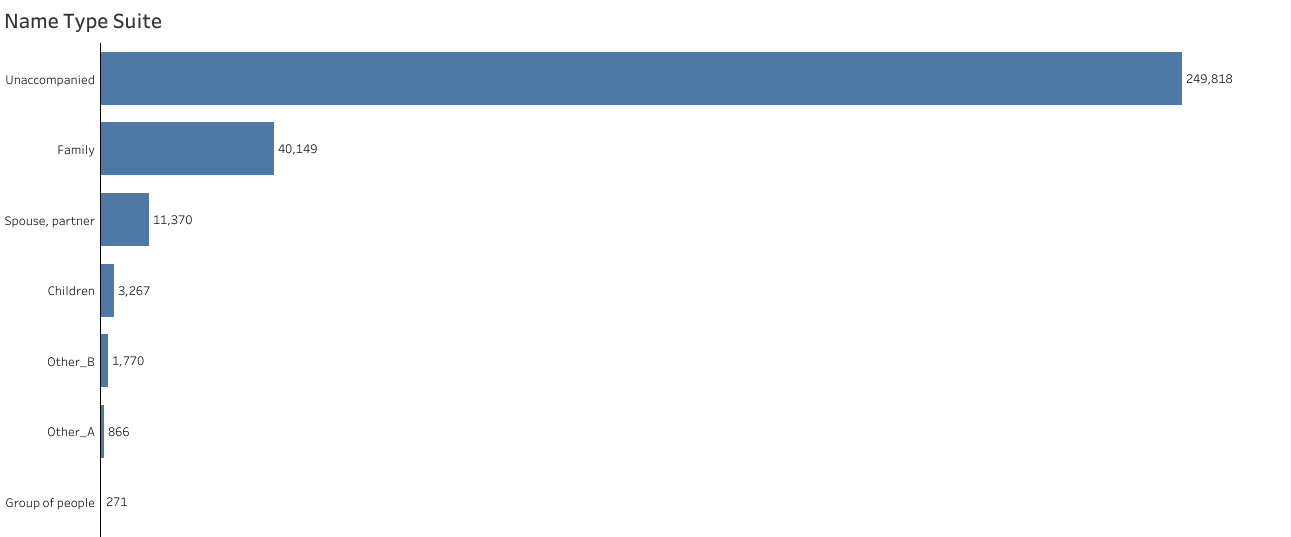 Name Type Suite
Unaccompanied 249,818
Family 40,149
Spouse, partner 11,370
Children 3,267
Other_B 1,770
Other_A 866
Group of people 271